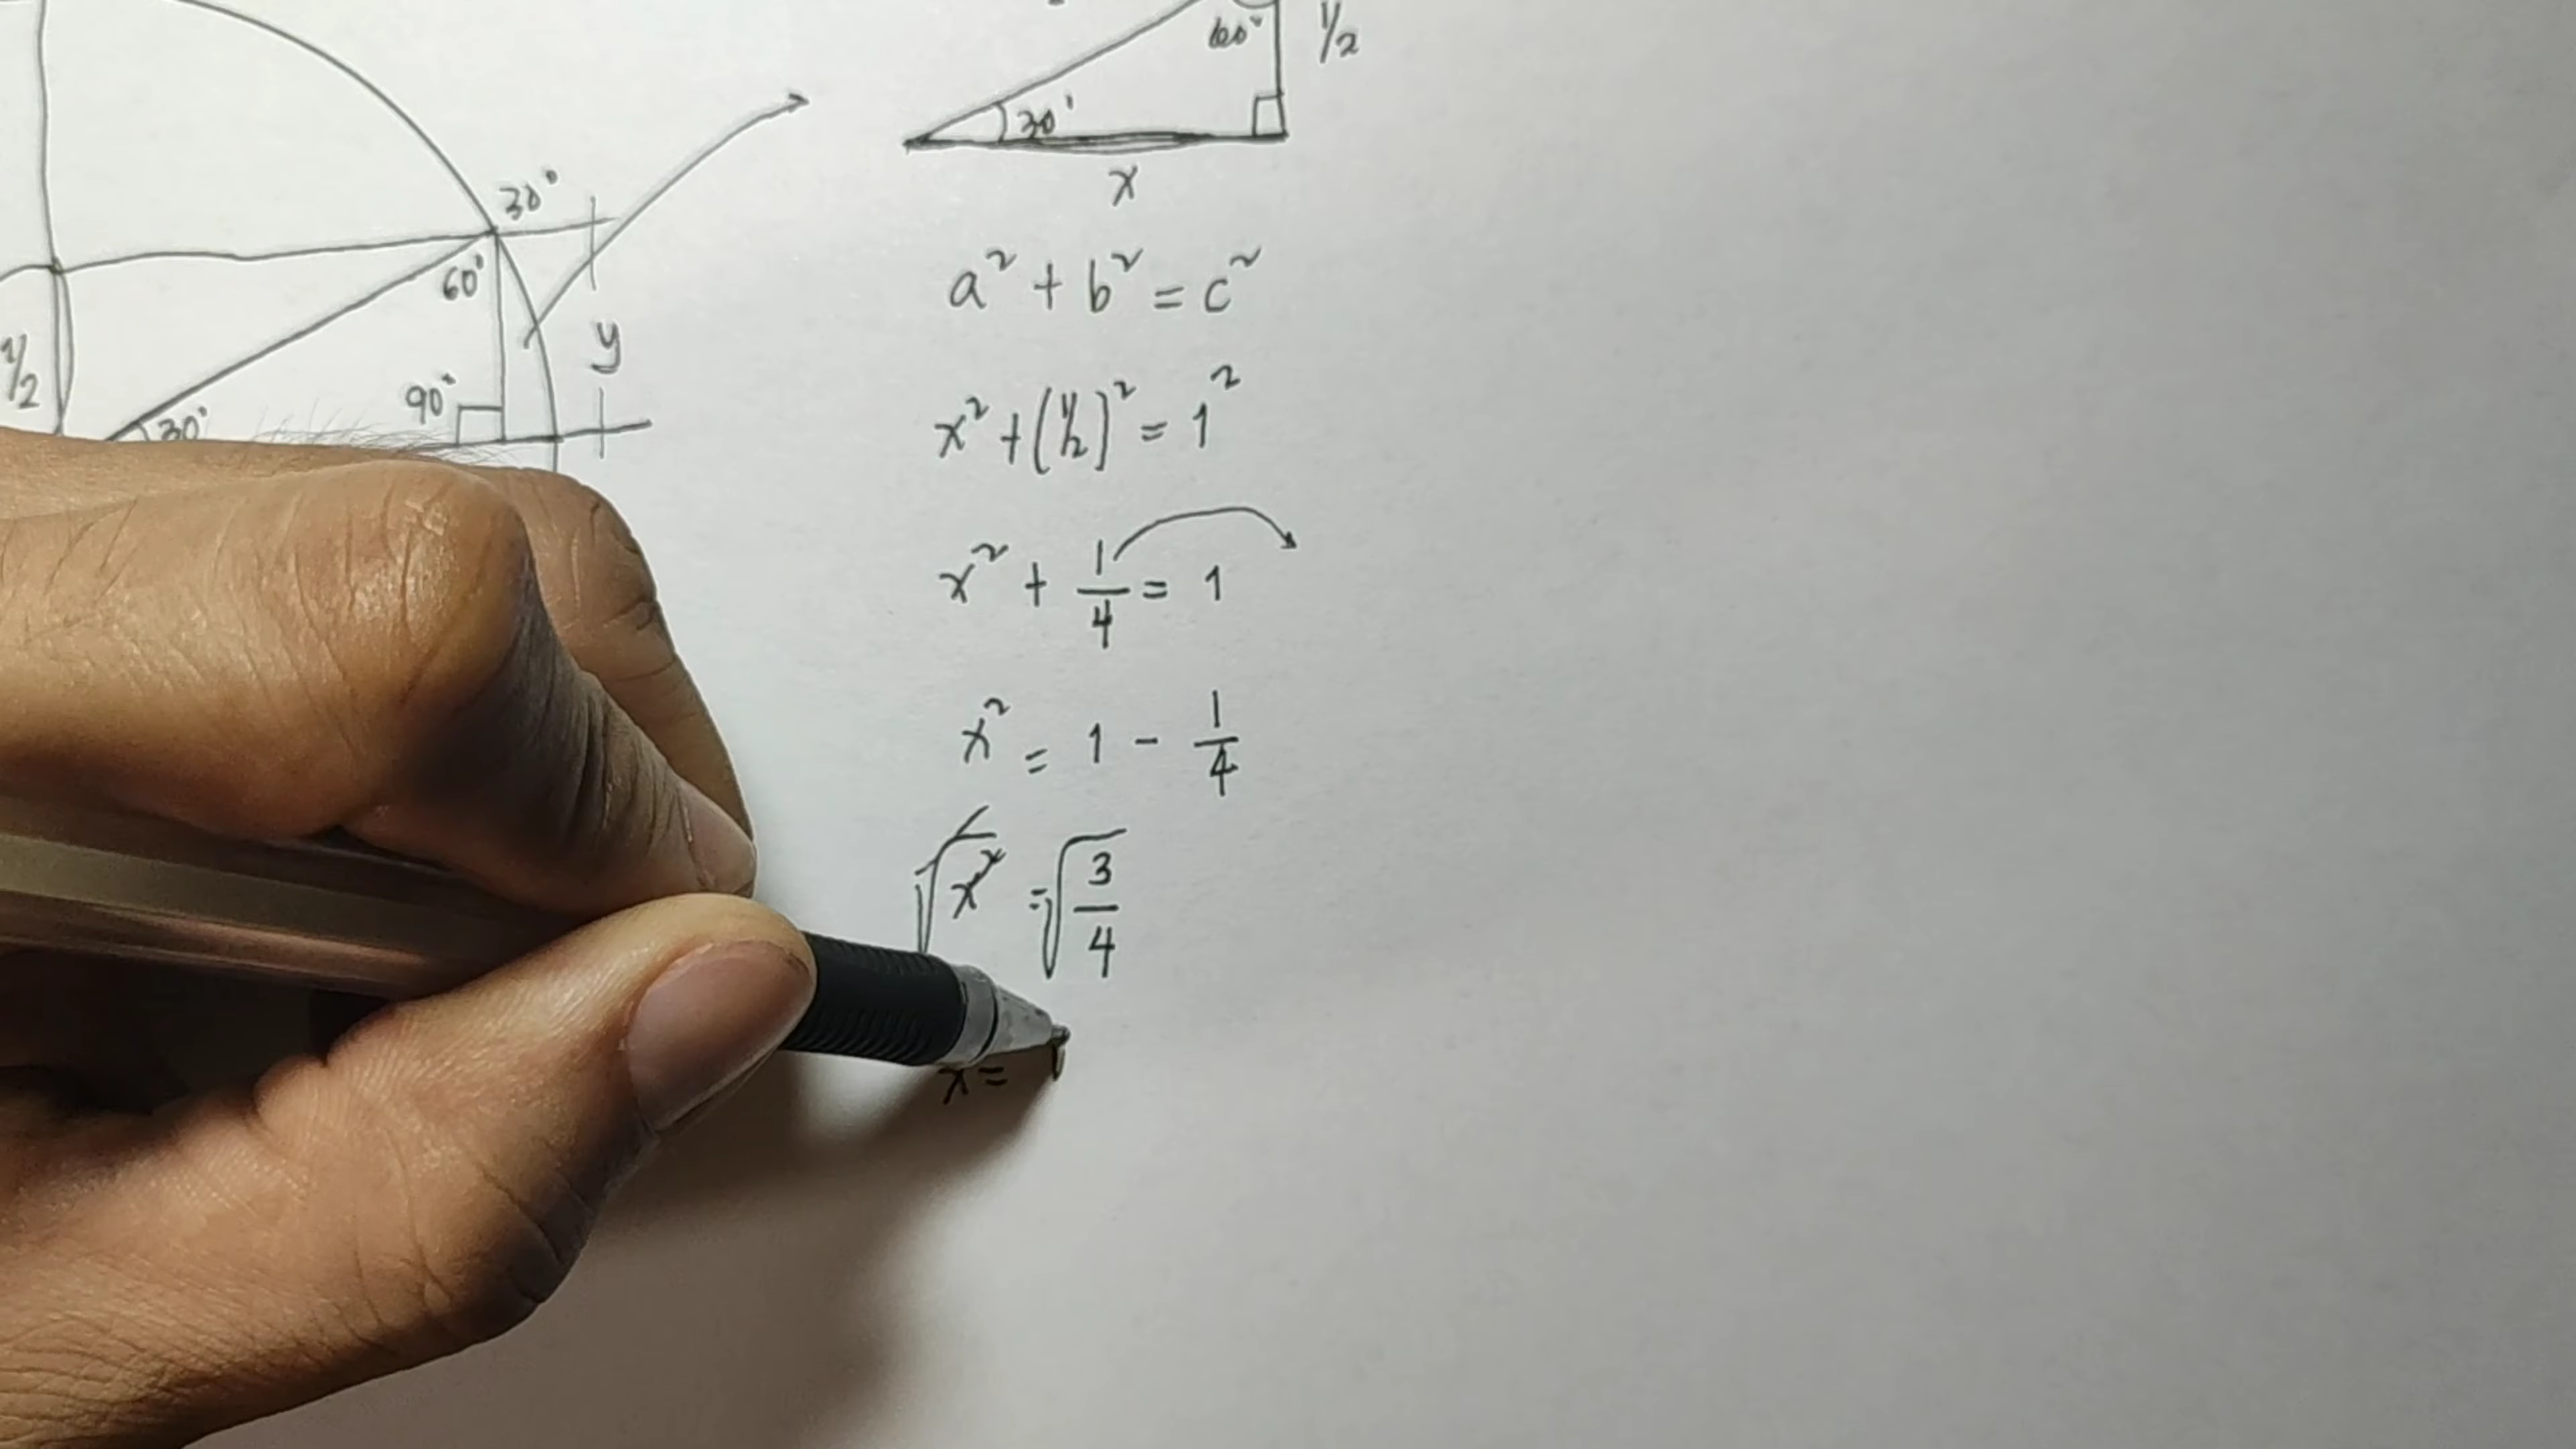 60°
1/2
30°
x
30°
60°
y
1/2
90°
30°
a² + b² = c²
x² + (1/2)² = 1²
x² + 1/4 = 1
x² = 1 - 1/4
√x² = √3/4
x =